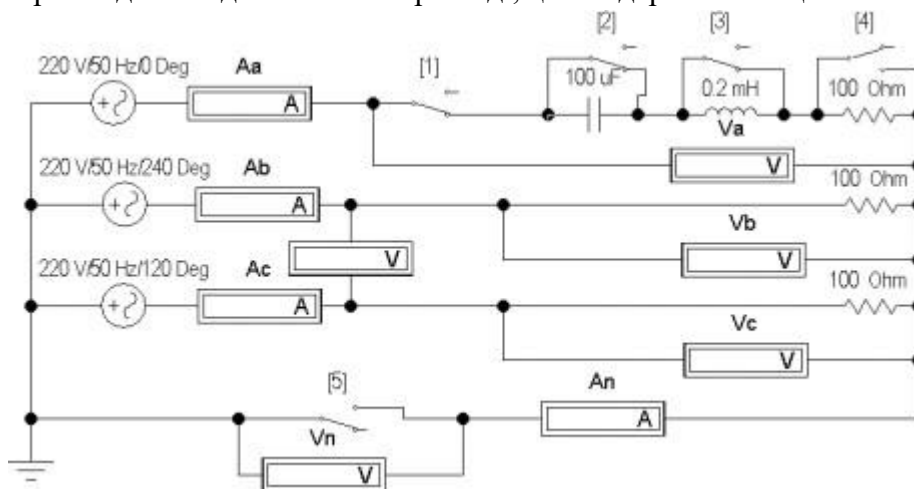 [1]
[2]
[3]
[4]
220 V/50 Hz/0 Deg
Aa
A
100 uF
0.2 mH
100 Ohm
Va
V
220 V/50 Hz/240 Deg
Ab
A
100 Ohm
V
Vb
V
220 V/50 Hz/120 Deg
Ac
A
100 Ohm
Vc
V
[5]
An
A
Vn
V